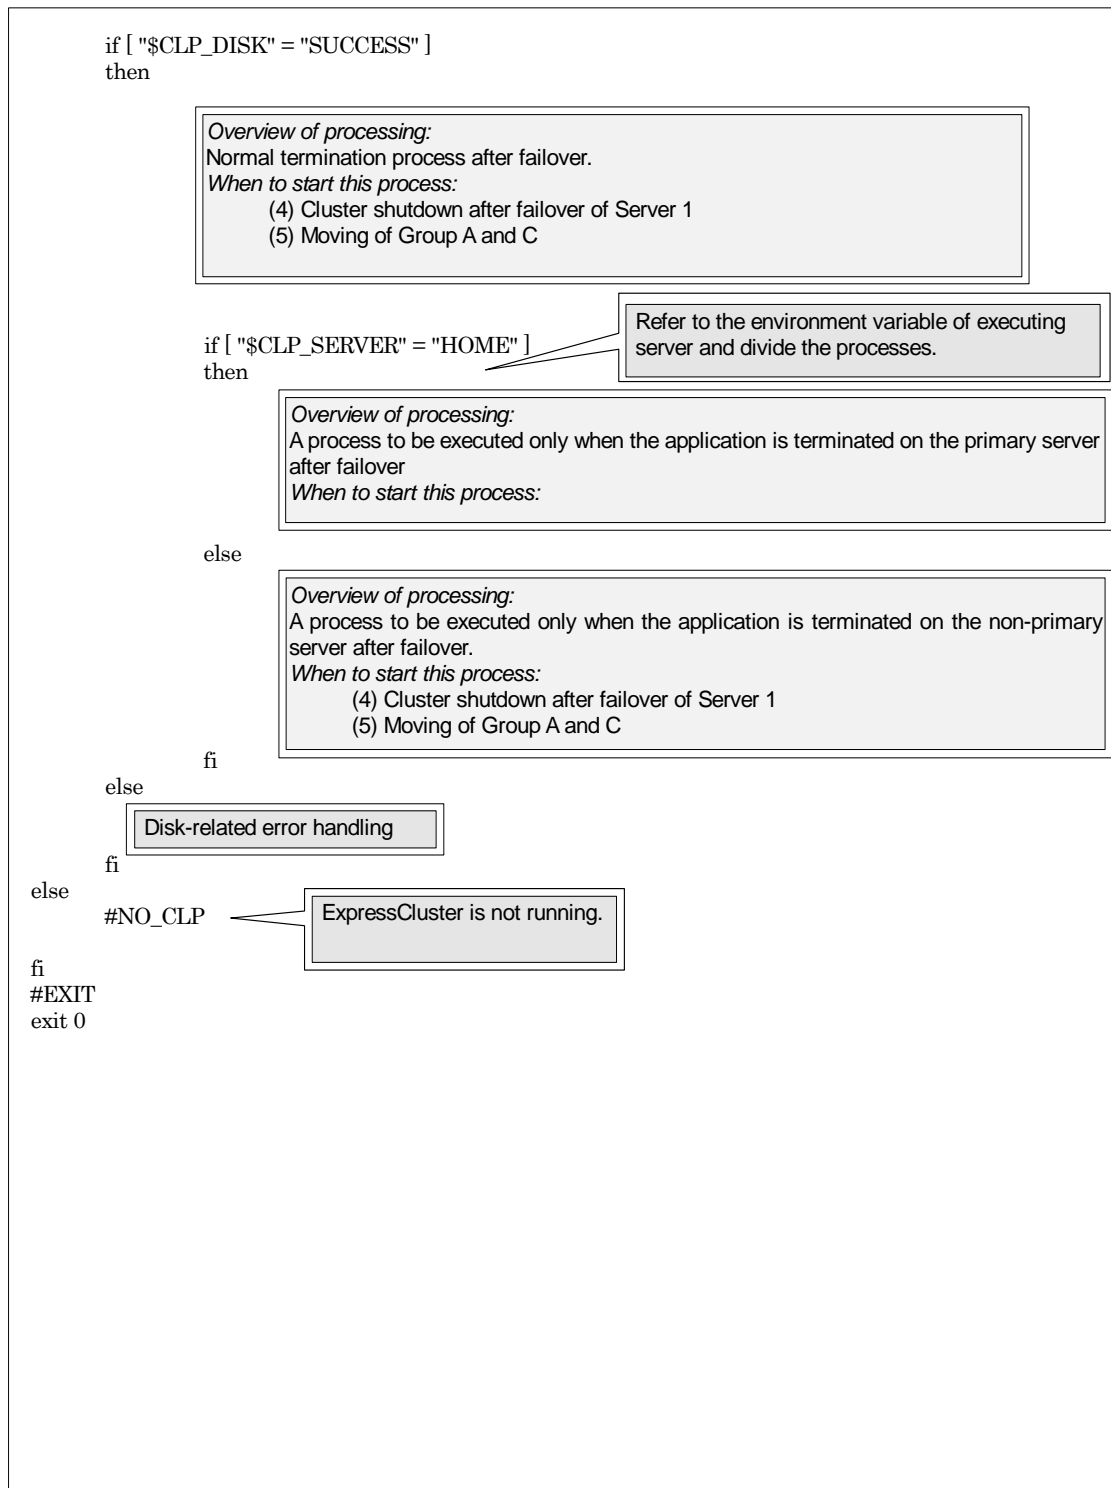 if [ "$CLP_DISK" = "SUCCESS" ]
then
Overview of processing:
Normal termination process after failover.
When to start this process:
(4) Cluster shutdown after failover of Server 1
(5) Moving of Group A and C
Refer to the environment variable of executing
server and divide the processes.
if [ "$CLP_SERVER" = "HOME" ]
then
Overview of processing:
A process to be executed only when the application is terminated on the primary server
after failover
When to start this process:
else
Overview of processing:
A process to be executed only when the application is terminated on the non-primary
server after failover.
When to start this process:
(4) Cluster shutdown after failover of Server 1
(5) Moving of Group A and C
fi
else
Disk-related error handling
fi
else
#NO_CLP
ExpressCluster is not running.
fi
#EXIT
exit 0